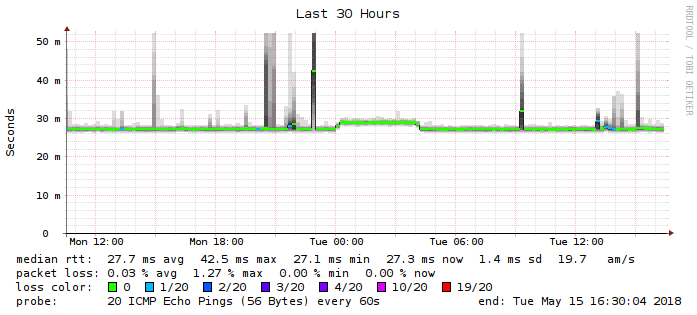 Last 30 Hours
RRDTOOL / TOBI OETIKER
Seconds
50 m
40 m
30 m
20 m
10 m
0
Mon 12:00 Mon 18:00 Tue 00:00 Tue 06:00 Tue 12:00
median rtt: 27.7 ms avg 42.5 ms max 27.1 ms min 27.3 ms now 1.4 ms sd 19.7 am/s
packet loss: 0.03 % avg 1.27 % max 0.00 % min 0.00 % now
loss color: 0 1/20 2/20 3/20 4/20 10/20 19/20
probe: 20 ICMP Echo Pings (56 Bytes) every 60s end: Tue May 15 16:30:04 2018